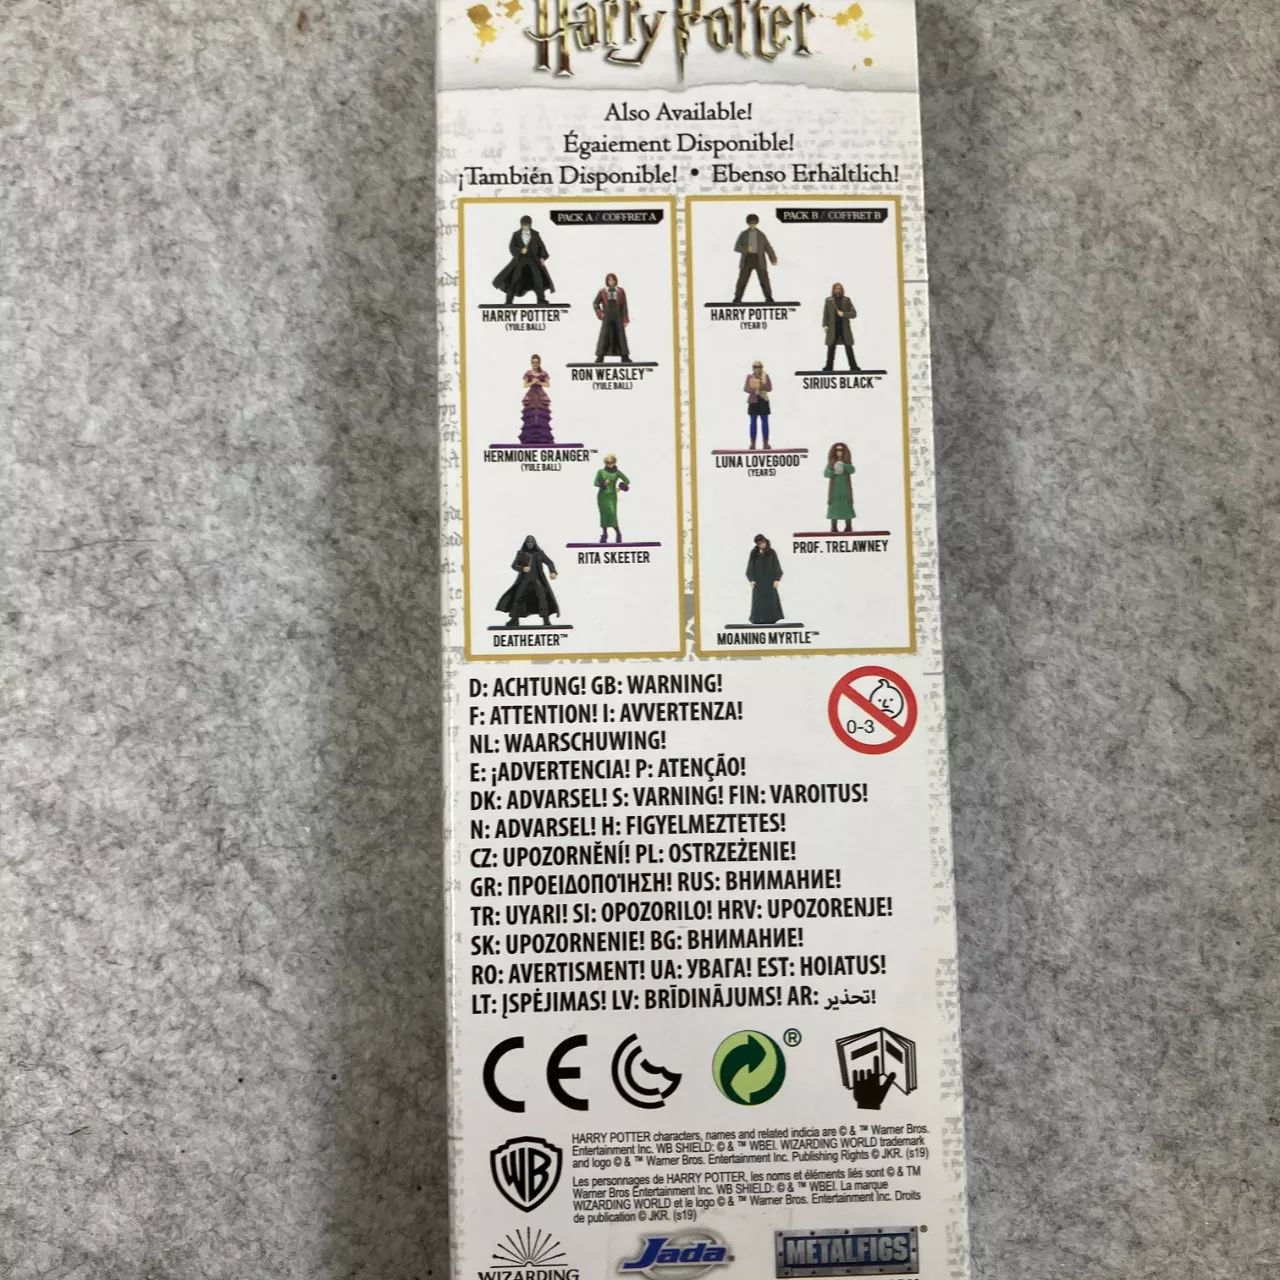 Harry Potter
Also Available!
Égaiement Disponible!
¡También Disponible! • Ebenso Erhältlich!
PACK A / COFFRET A
HARRY POTTER™
(YULE BALL)
RON WEASLEY™
(YULE BALL)
HERMIONE GRANGER™
(YULE BALL)
RITA SKEETER
DEATHEATER™
PACK B / COFFRET B
HARRY POTTER™
(YEAR 1)
SIRIUS BLACK™
LUNA LOVEGOOD™
(YEAR 5)
PROF. TRELAWNEY
MOANING MYRTLE™
D: ACHTUNG! GB: WARNING!
F: ATTENTION! I: AVVERTENZA!
NL: WAARSCHUWING!
E: ¡ADVERTENCIA! P: ATENÇÃO!
DK: ADVARSEL! S: VARNING! FIN: VAROITUS!
N: ADVARSEL! H: FIGYELMEZTETES!
CZ: UPOZORNĚNÍ! PL: OSTRZEŻENIE!
GR: ΠΡΟΕΙΔΟΠΟΊΗΣΗ! RUS: ВНИМАНИЕ!
TR: UYARI! SI: OPOZORILO! HRV: UPOZORENJE!
SK: UPOZORNENIE! BG: ВНИМАНИЕ!
RO: AVERTISMENT! UA: УВАГА! EST: HOIATUS!
LT: ĮSPĖJIMAS! LV: BRĪDINĀJUMS! AR: تحذير!
0-3
CE
®
WB
HARRY POTTER characters, names and related indicia are © & ™ Warner Bros.
Entertainment Inc. WB SHIELD: © & ™ WBEI. WIZARDING WORLD trademark
and logo © & ™ Warner Bros. Entertainment Inc. Publishing Rights © JKR. (s19)
Les personnages de HARRY POTTER, les noms et éléments liés sont © & TM
Warner Bros Entertainment Inc. WB SHIELD: © & ™ WBEI. La marque
WIZARDING WORLD et le logo © & ™ Warner Bros. Entertainment Inc. Droits
de publication © JKR. (s19)
WIZARDING
Jada®
METALFIGS®